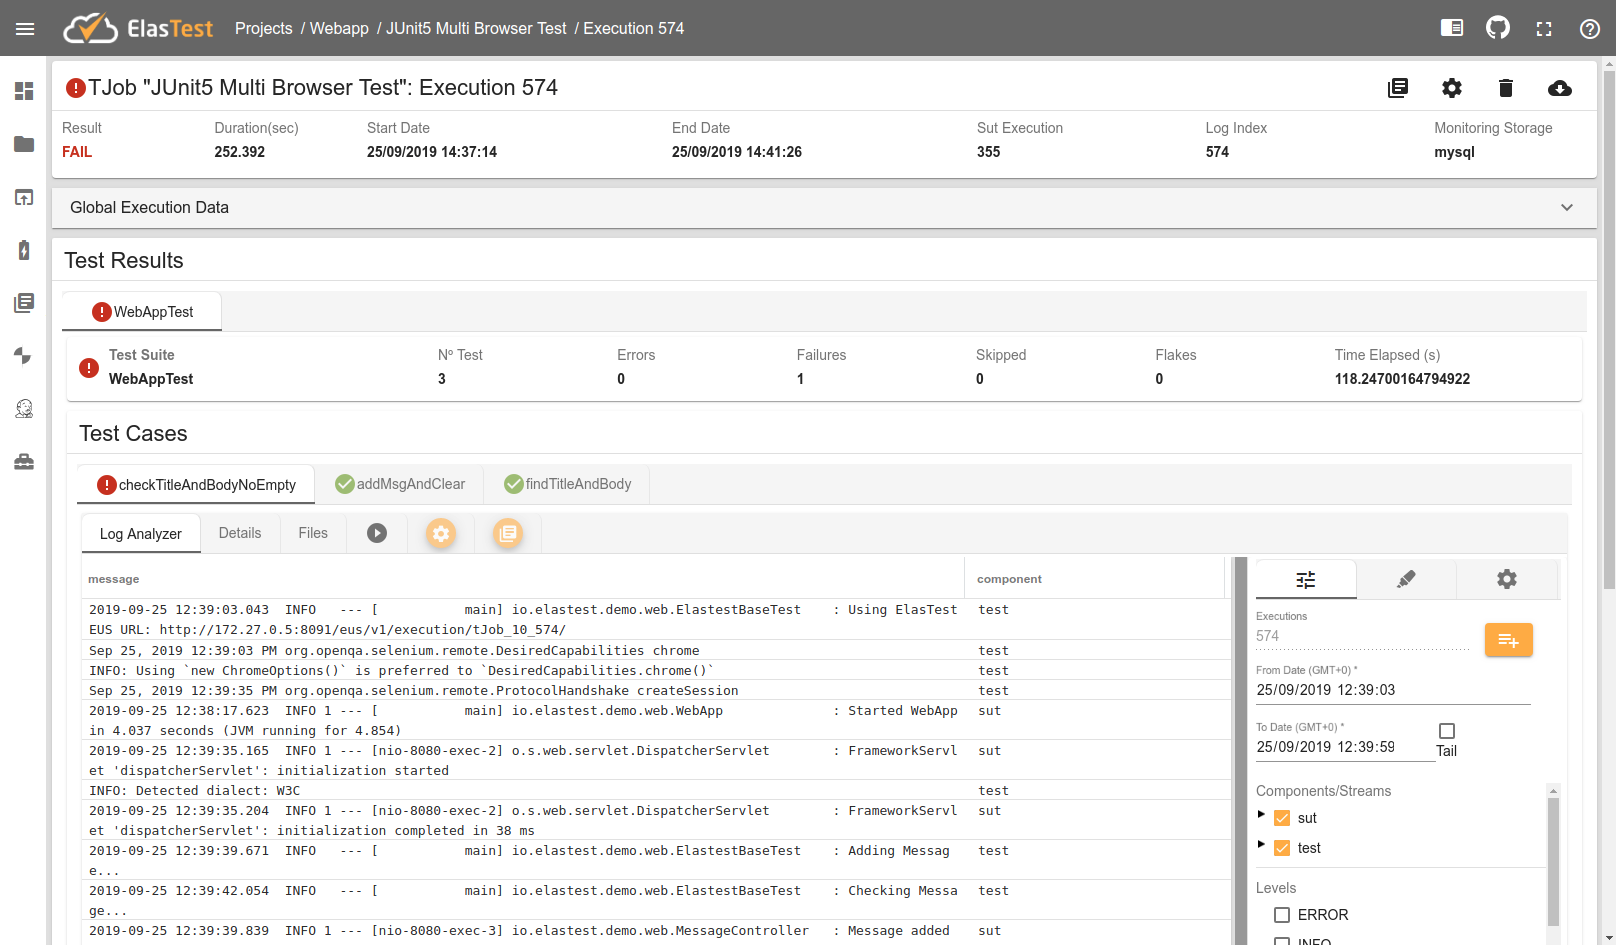 ElasTest Projects / Webapp / JUnit5 Multi Browser Test / Execution 574
TJob "JUnit5 Multi Browser Test": Execution 574
Result Duration(sec) Start Date End Date Sut Execution Log Index Monitoring Storage
FAIL 252.392 25/09/2019 14:37:14 25/09/2019 14:41:26 355 574 mysql
Global Execution Data
Test Results
WebAppTest
Test Suite Nº Test Errors Failures Skipped Flakes Time Elapsed (s)
WebAppTest 3 0 1 0 0 118.24700164794922
Test Cases
checkTitleAndBodyNoEmpty addMsgAndClear findTitleAndBody
Log Analyzer Details Files
message component
2019-09-25 12:39:03.043  INFO   --- [           main] io.elastest.demo.web.ElastestBaseTest    : Using ElasTest test
EUS URL: http://172.27.0.5:8091/eus/v1/execution/tJob_10_574/
Sep 25, 2019 12:39:03 PM org.openqa.selenium.remote.DesiredCapabilities chrome test
INFO: Using `new ChromeOptions()` is preferred to `DesiredCapabilities.chrome()` test
Sep 25, 2019 12:39:35 PM org.openqa.selenium.remote.ProtocolHandshake createSession test
2019-09-25 12:38:17.623  INFO 1 --- [           main] io.elastest.demo.web.WebApp              : Started WebApp sut
in 4.037 seconds (JVM running for 4.854)
2019-09-25 12:39:35.165  INFO 1 --- [nio-8080-exec-2] o.s.web.servlet.DispatcherServlet        : FrameworkServl sut
et 'dispatcherServlet': initialization started
INFO: Detected dialect: W3C test
2019-09-25 12:39:35.204  INFO 1 --- [nio-8080-exec-2] o.s.web.servlet.DispatcherServlet        : FrameworkServl sut
et 'dispatcherServlet': initialization completed in 38 ms
2019-09-25 12:39:39.671  INFO   --- [           main] io.elastest.demo.web.ElastestBaseTest    : Adding Messag test
e...
2019-09-25 12:39:42.054  INFO   --- [           main] io.elastest.demo.web.ElastestBaseTest    : Checking Messa test
ge...
2019-09-25 12:39:39.839  INFO 1 --- [nio-8080-exec-3] io.elastest.demo.web.MessageController   : Message added sut
Executions
574
From Date (GMT+0) *
25/09/2019 12:39:03
To Date (GMT+0) *
25/09/2019 12:39:59
Tail
Components/Streams
sut
test
Levels
ERROR
INFO